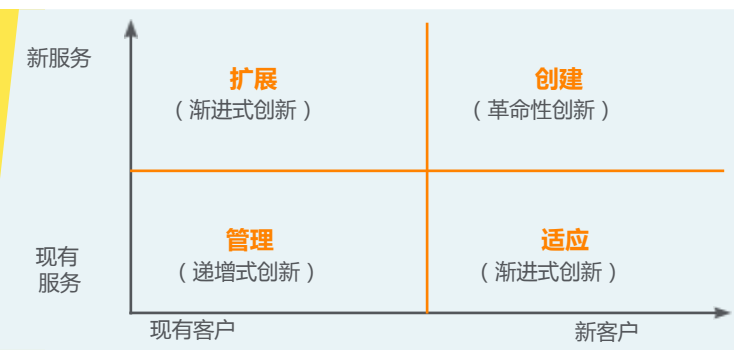 新服务
扩展
（渐进式创新）
创建
（革命性创新）
现有
服务
管理
（递增式创新）
适应
（渐进式创新）
现有客户
新客户